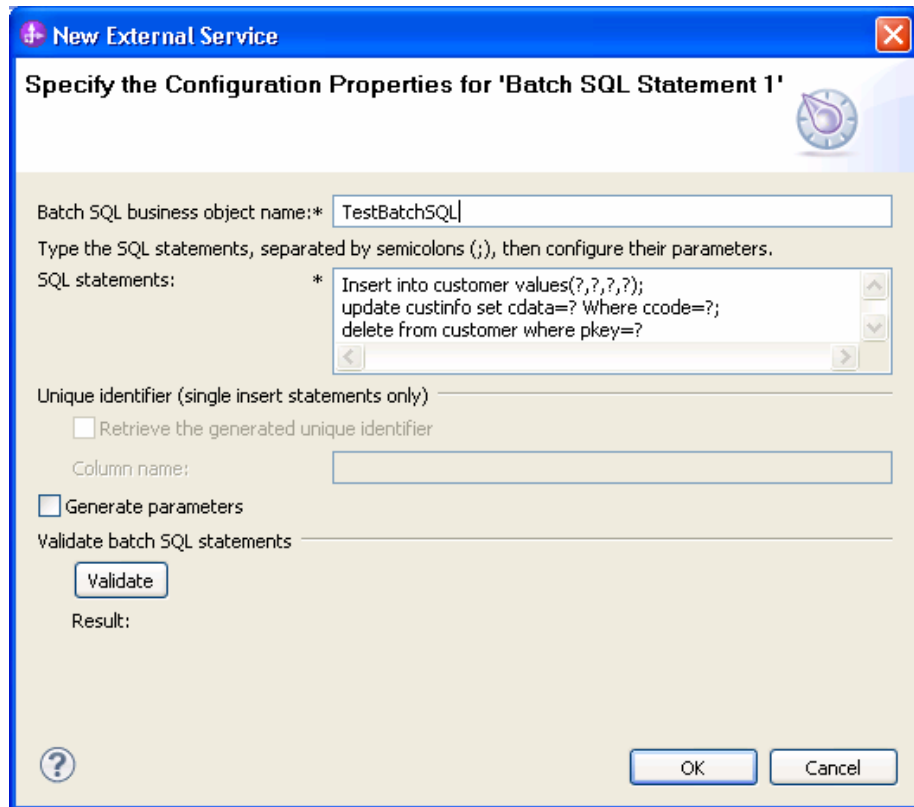 New External Service
Specify the Configuration Properties for 'Batch SQL Statement 1'
Batch SQL business object name:* TestBatchSQL
Type the SQL statements, separated by semicolons (;), then configure their parameters.
SQL statements: * Insert into customer values(?,?,?,?);
update custinfo set cdata=? Where ccode=?;
delete from customer where pkey=?
Unique identifier (single insert statements only)
Retrieve the generated unique identifier
Column name:
Generate parameters
Validate batch SQL statements
Validate
Result:
? OK Cancel